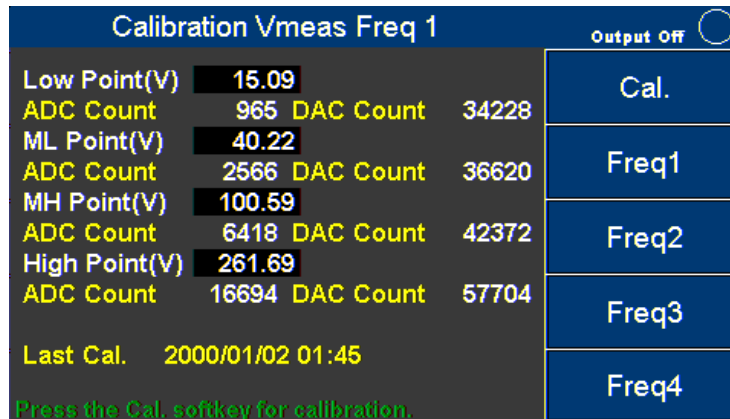 Calibration Vmeas Freq 1
Output Off
Low Point(V) 15.09
ADC Count 965 DAC Count 34228
ML Point(V) 40.22
ADC Count 2566 DAC Count 36620
MH Point(V) 100.59
ADC Count 6418 DAC Count 42372
High Point(V) 261.69
ADC Count 16694 DAC Count 57704
Last Cal. 2000/01/02 01:45
Press the Cal. softkey for calibration.
Cal.
Freq1
Freq2
Freq3
Freq4